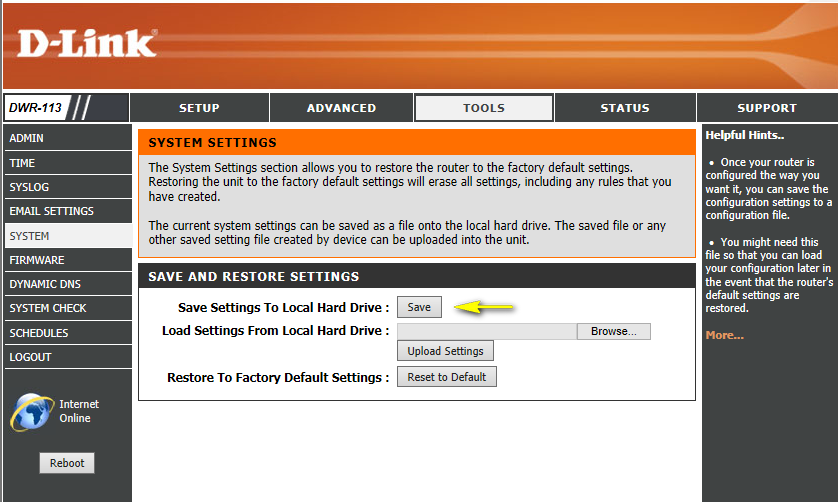 D-Link
DWR-113
SETUP
ADVANCED
TOOLS
STATUS
SUPPORT
ADMIN
TIME
SYSLOG
EMAIL SETTINGS
SYSTEM
FIRMWARE
DYNAMIC DNS
SYSTEM CHECK
SCHEDULES
LOGOUT
Internet
Online
Reboot
SYSTEM SETTINGS
The System Settings section allows you to restore the router to the factory default settings.
Restoring the unit to the factory default settings will erase all settings, including any rules that you
have created.
The current system settings can be saved as a file onto the local hard drive. The saved file or any
other saved setting file created by device can be uploaded into the unit.
SAVE AND RESTORE SETTINGS
Save Settings To Local Hard Drive : Save
Load Settings From Local Hard Drive : Browse...
Upload Settings
Restore To Factory Default Settings : Reset to Default
Helpful Hints..
• Once your router is
configured the way you
want it, you can save the
configuration settings to a
configuration file.
• You might need this
file so that you can load
your configuration later in
the event that the router's
default settings are
restored.
More...